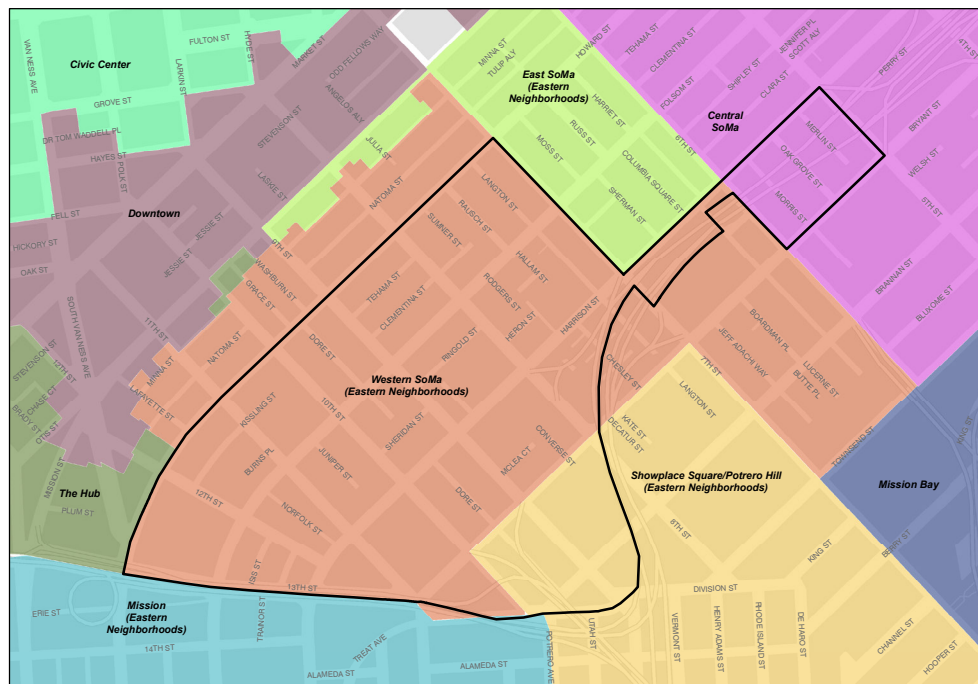 VAN NESS AVE
FULTON ST
HYDE ST
MARKET ST
ODD FELLOWS WAY
Civic Center
LARKIN ST
ANGELOS ALY
GROVE ST
STEVENSON ST
DR TOM WADDELL PL
HAYES ST
POLK ST
JULIA ST
LASKIE ST
NATOMA ST
FELL ST
Downtown
JESSIE ST
HICKORY ST
OAK ST
JESSIE ST
9TH ST
WASHBURN ST
GRACE ST
SOUTH VAN NESS AVE
11TH ST
NATOMA ST
MINNA ST
LAFAYETTE ST
STEVENSON ST
12TH ST
CHASE CT
BRADY ST
OTIS ST
MISSION ST
The Hub
PLUM ST
MINNA ST
TULIP ALY
HOWARD ST
TEHAMA ST
CLEMENTINA ST
East SoMa
(Eastern
Neighborhoods)
HARRIET ST
RUSS ST
MOSS ST
COLUMBIA SQUARE ST
SHERMAN ST
6TH ST
FOLSOM ST
SHIPLEY ST
CLARA ST
JENNIFER PL
SCOTT ALY
PERRY ST
4TH ST
Central
SoMa
MERLIN ST
OAK GROVE ST
MORRIS ST
BRYANT ST
WELSH ST
5TH ST
BRANNAN ST
BLUXOME ST
LANGTON ST
RAUSCH ST
SUMNER ST
HALLAM ST
TEHAMA ST
CLEMENTINA ST
RODGERS ST
HERON ST
HARRISON ST
RINGOLD ST
DORE ST
Western SoMa
(Eastern Neighborhoods)
KISSLING ST
10TH ST
SHERIDAN ST
BURNS PL
JUNIPER ST
12TH ST
NORFOLK ST
DORE ST
MCLEA CT
CONVERSE ST
ISIS ST
13TH ST
CHESLEY ST
KATE ST
DECATUR ST
LANGTON ST
7TH ST
BOARDMAN PL
JEFF ADACHI WAY
LUCERNE ST
BUTTE PL
TOWNSEND ST
KING ST
Showplace Square/Potrero Hill
(Eastern Neighborhoods)
Mission Bay
8TH ST
KING ST
BERRY ST
DIVISION ST
Mission
(Eastern
Neighborhoods)
ERIE ST
14TH ST
TRAINOR ST
TREAT AVE
ALAMEDA ST
ALAMEDA ST
POTRERO AVE
UTAH ST
VERMONT ST
HENRY ADAMS ST
RHODE ISLAND ST
DE HARO ST
CHANNEL ST
HOOPER ST